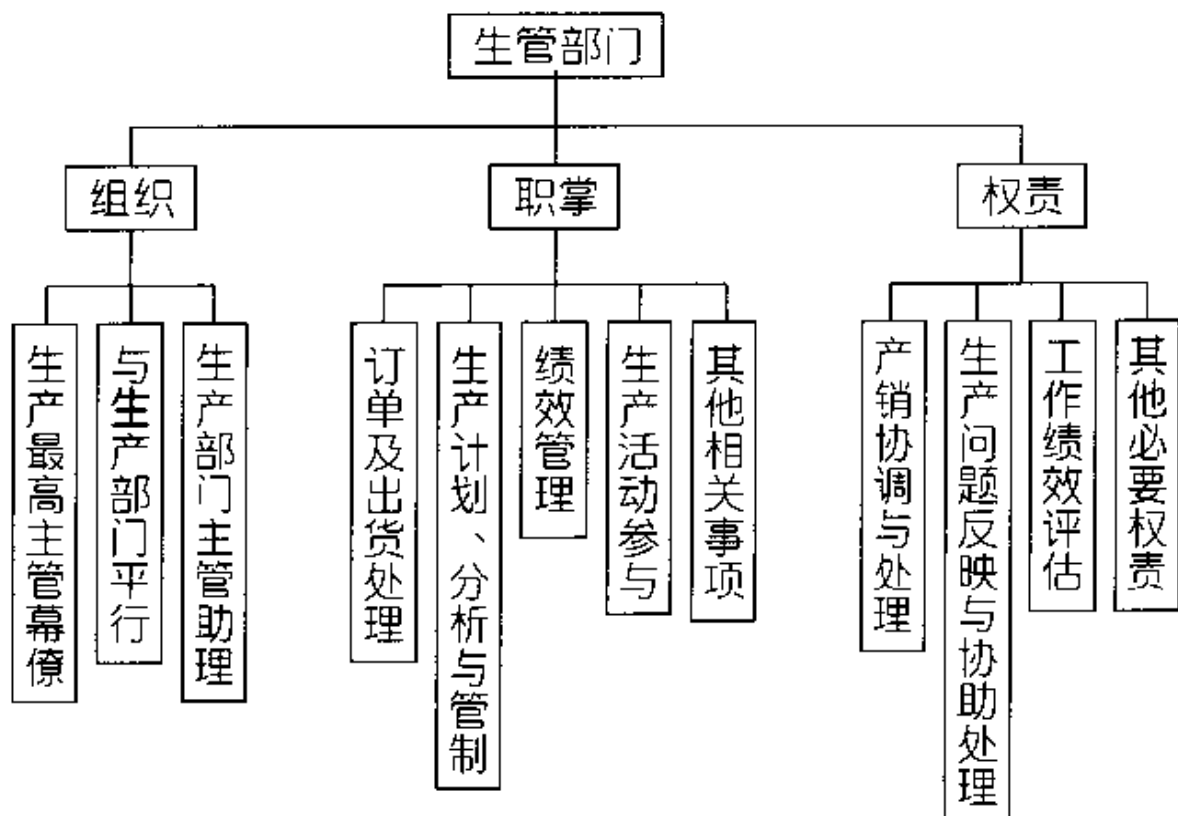 生管部门
组织
职掌
权责
生产最高主管幕僚
与生产部门平行
生产部门主管助理
订单及出货处理
生产计划、分析与管制
绩效管理
生产活动参与
其他相关事项
产销协调与处理
生产问题反映与协助处理
工作绩效评估
其他必要权责